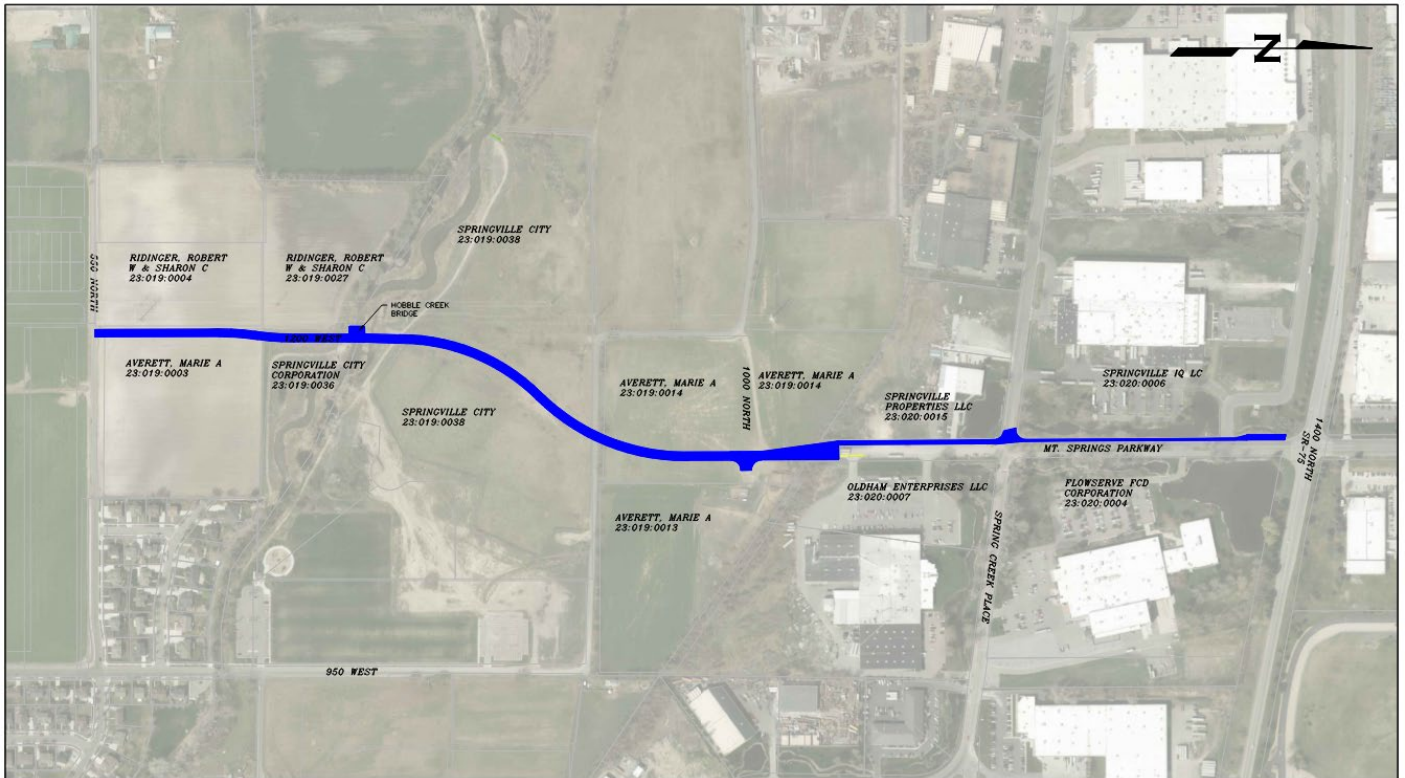 N
SPRINGVILLE CITY
23:019:0038
RIDINGER, ROBERT
W & SHARON C
23:019:0004
RIDINGER, ROBERT
W & SHARON C
23:019:0027
HOBBLE CREEK
BRIDGE
NORTH
1200 WEST
AVERETT, MARIE A
23:019:0003
SPRINGVILLE CITY
CORPORATION
23:019:0036
SPRINGVILLE CITY
23:019:0038
AVERETT, MARIE A
23:019:0014
1000 NORTH
AVERETT, MARIE A
23:019:0014
SPRINGVILLE
PROPERTIES LLC
23:020:0015
SPRINGVILLE IQ LC
23:020:0006
MT. SPRINGS PARKWAY
1400 NORTH
SR-75
OLDHAM ENTERPRISES LLC
23:020:0007
FLOWSERVE FCD
CORPORATION
23:020:0004
AVERETT, MARIE A
23:019:0013
SPRING CREEK PLACE
950 WEST